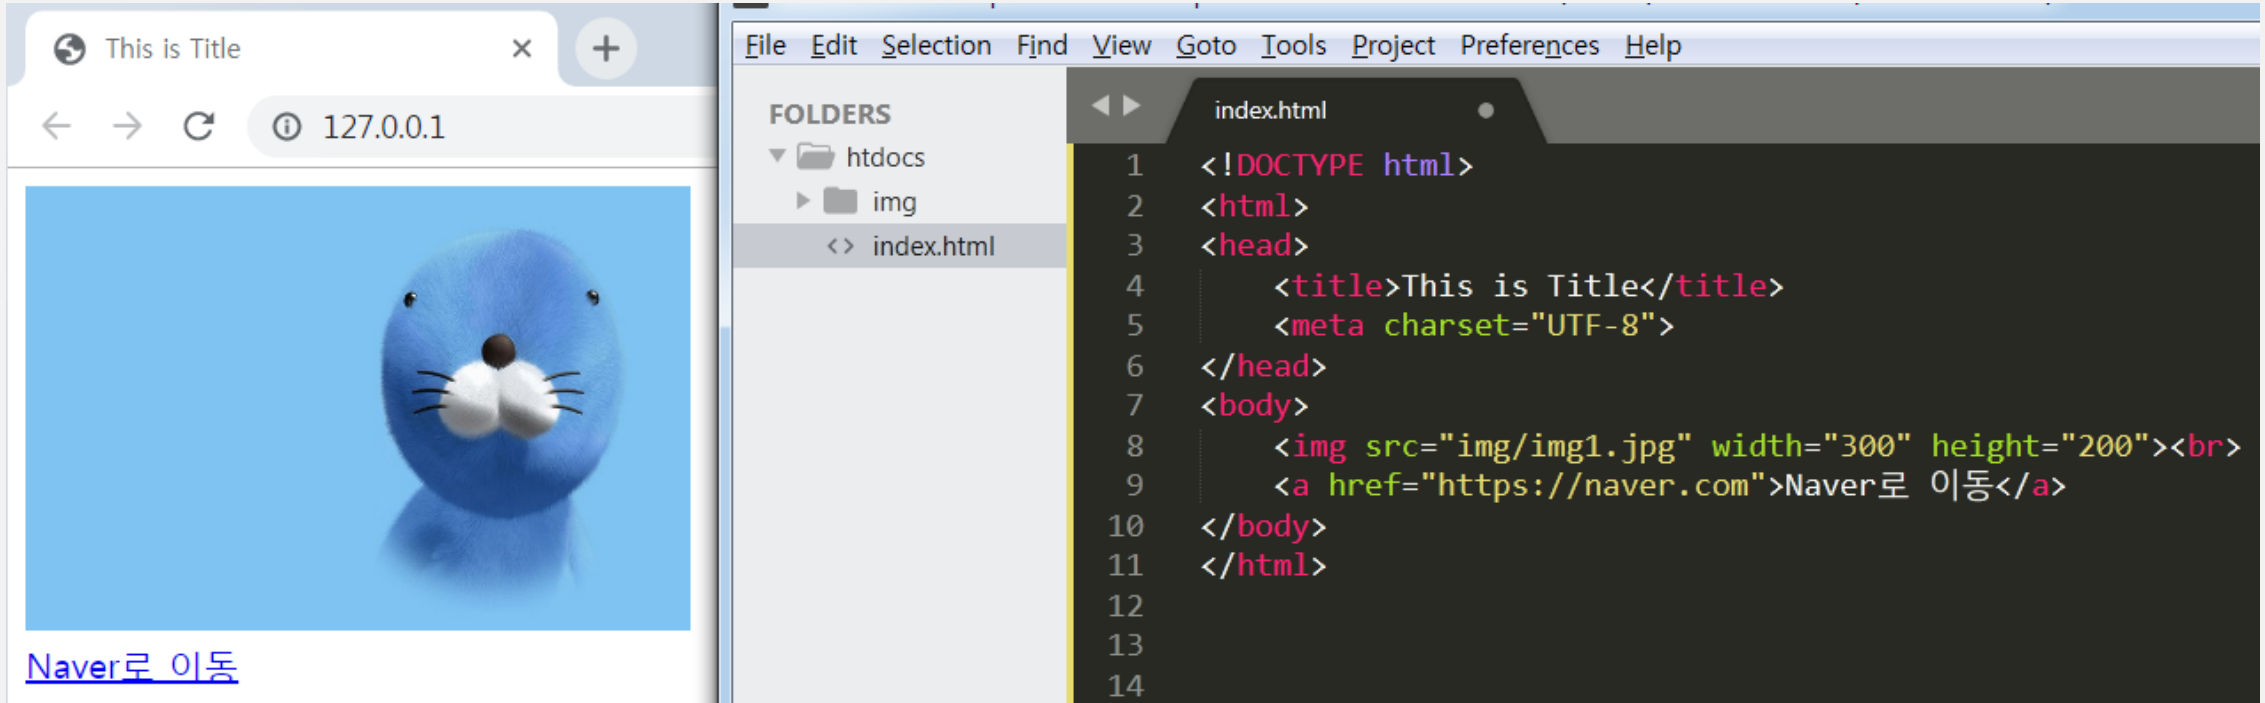 This is Title
127.0.0.1
Naver로 이동
File Edit Selection Find View Goto Tools Project Preferences Help
FOLDERS
htdocs
img
index.html
index.html
1 <!DOCTYPE html>
2 <html>
3 <head>
4 <title>This is Title</title>
5 <meta charset="UTF-8">
6 </head>
7 <body>
8 <img src="img/img1.jpg" width="300" height="200"><br>
9 <a href="https://naver.com">Naver로 이동</a>
10 </body>
11 </html>
12
13
14